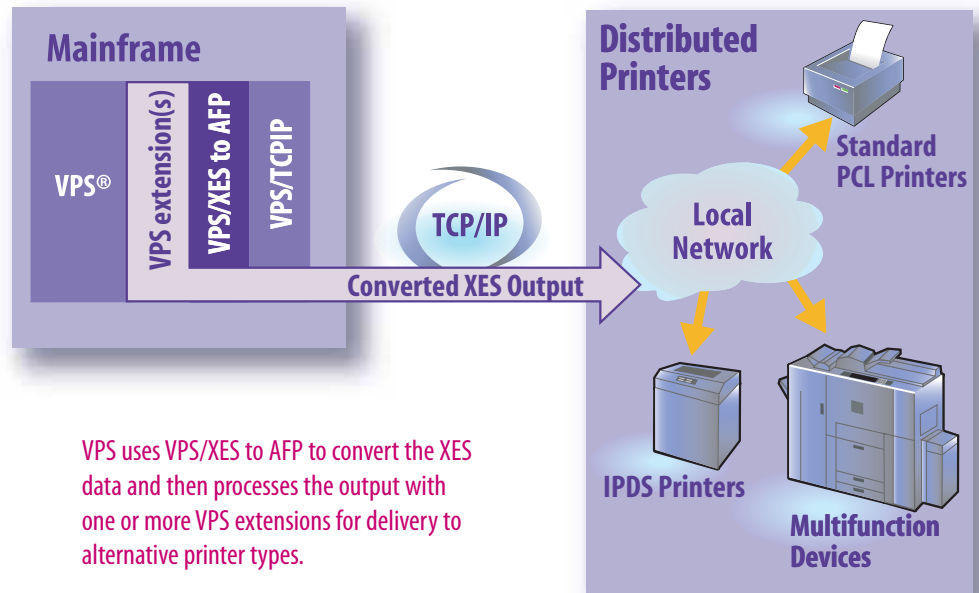 Mainframe
VPS®
VPS extension(s)
VPS/XES to AFP
VPS/TCPIP
TCP/IP
Converted XES Output
Distributed
Printers
Standard
PCL Printers
Local
Network
IPDS Printers
Multifunction
Devices
VPS uses VPS/XES to AFP to convert the XES
data and then processes the output with
one or more VPS extensions for delivery to
alternative printer types.